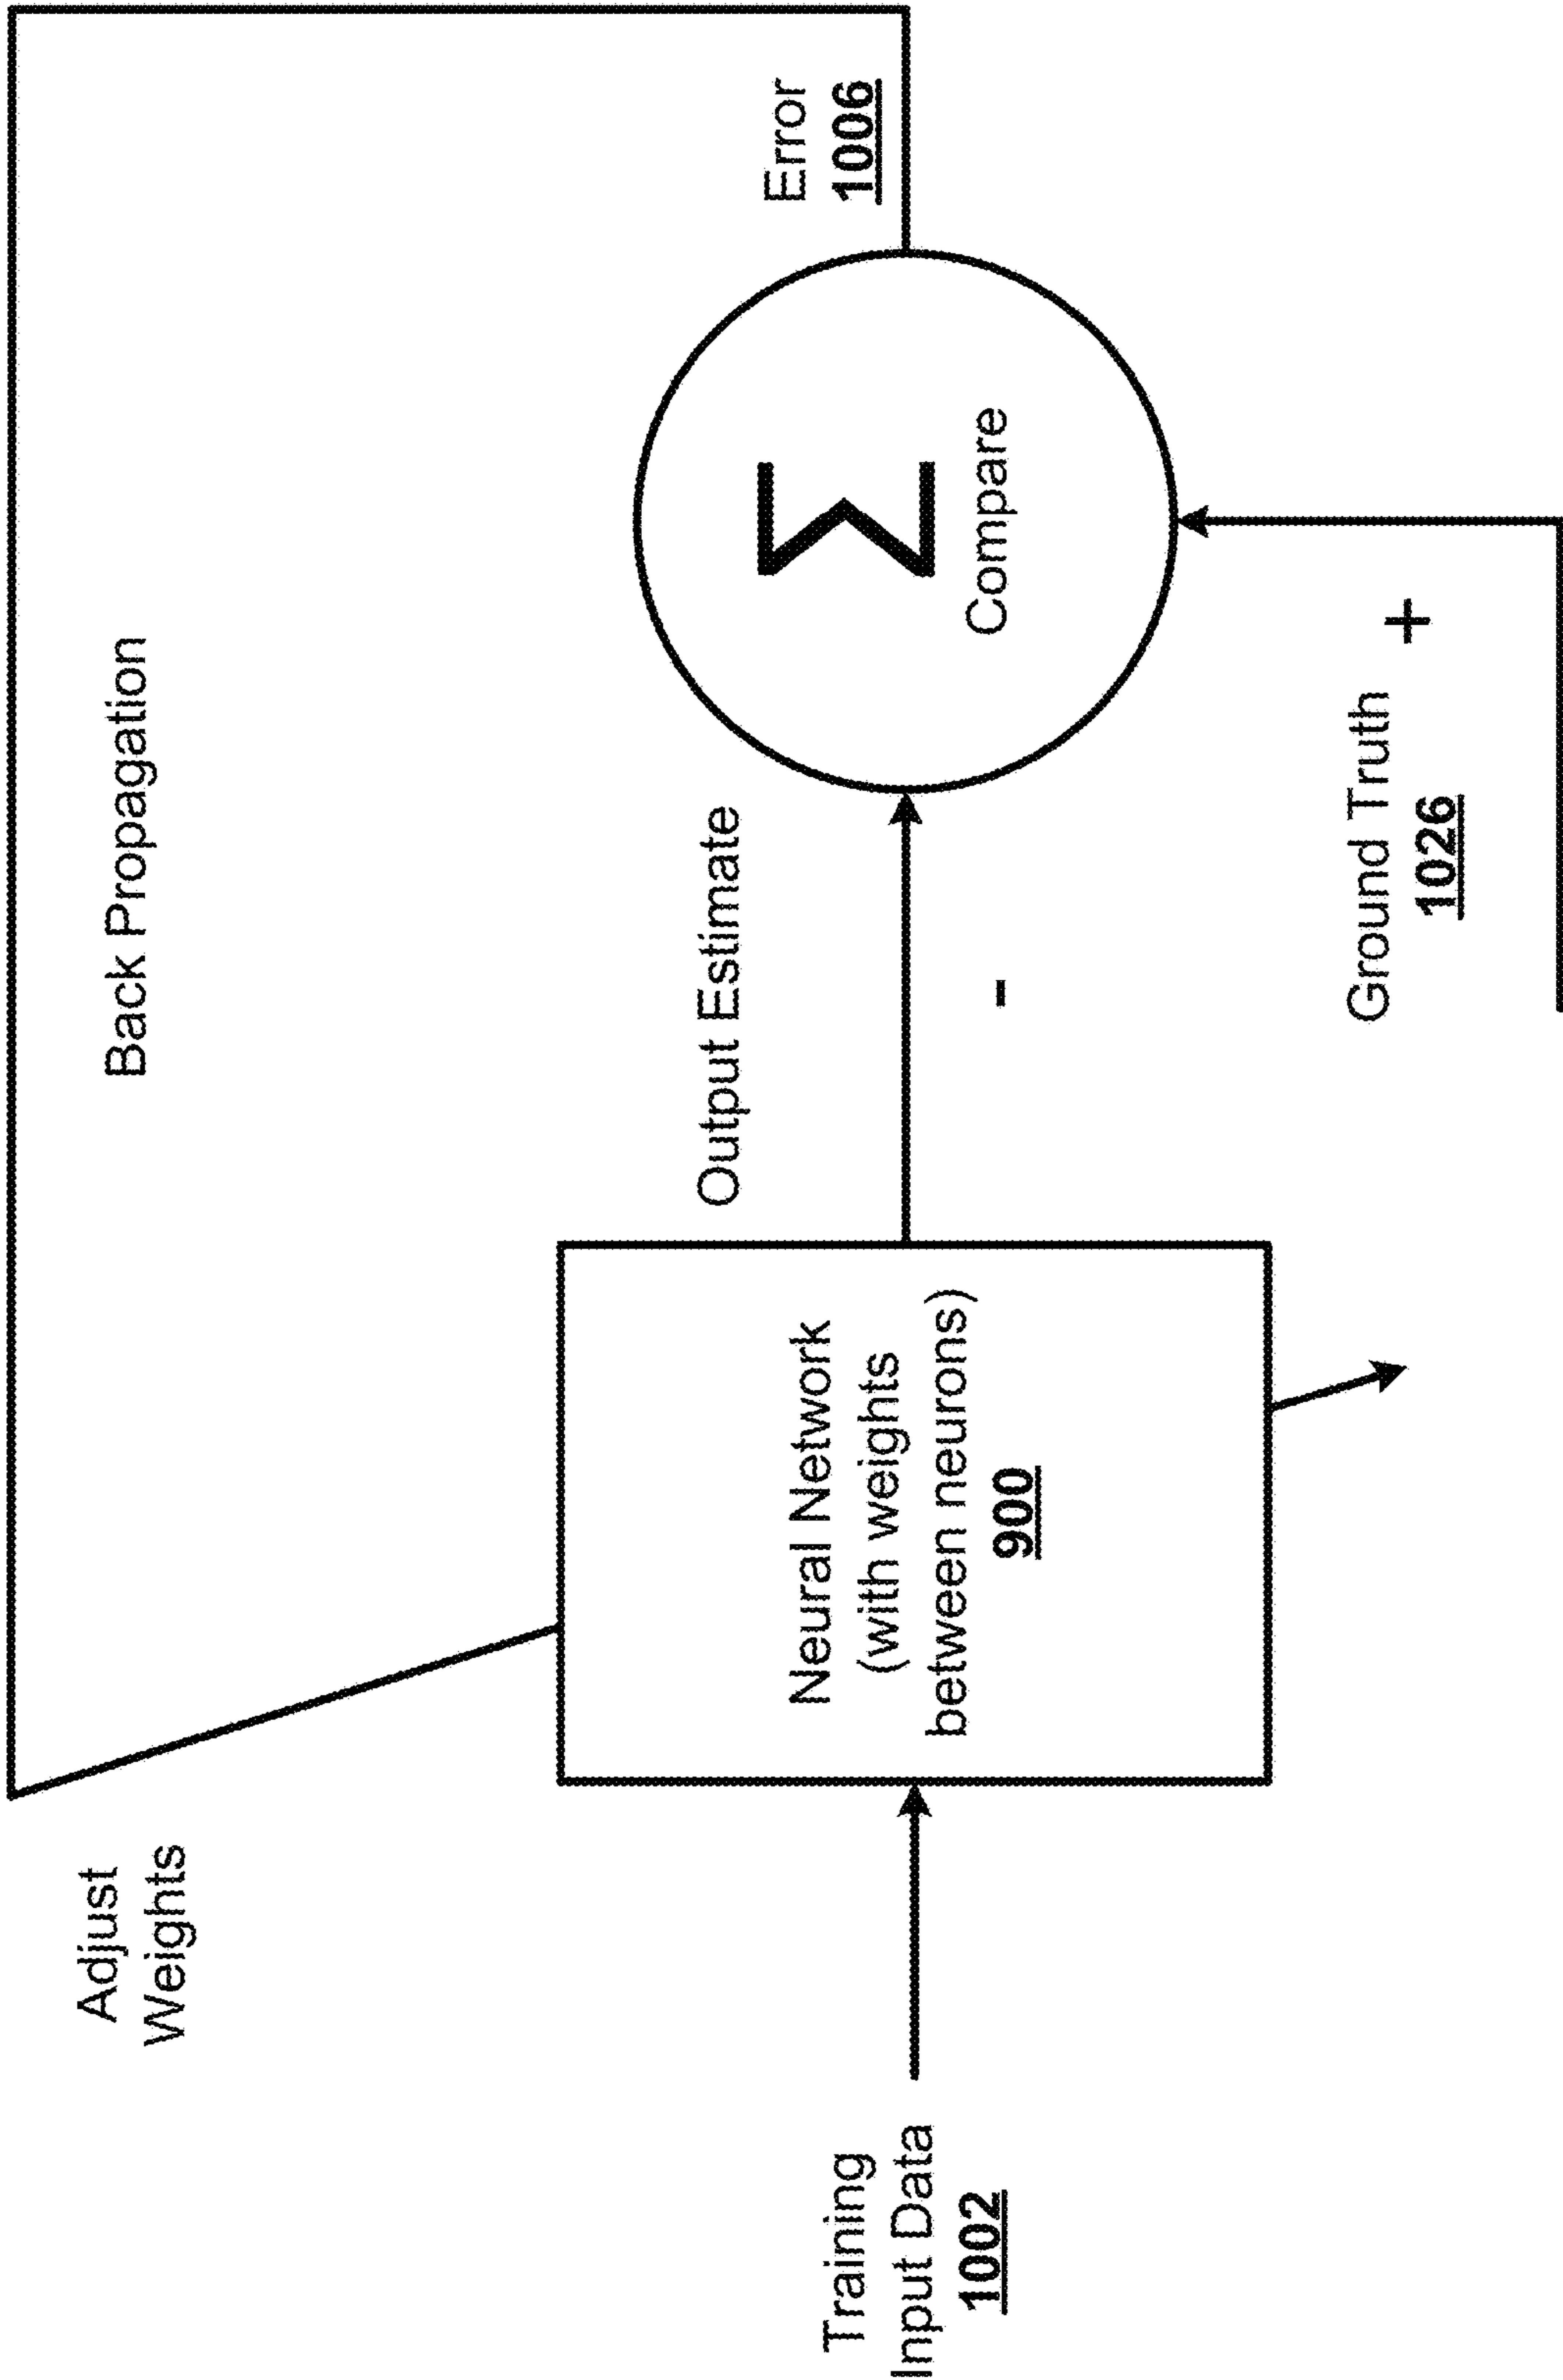 Back Propagation
Adjust
Weights
Error
1006
Output Estimate
Training
Input Data
1002
Neural Network
(with weights
between neurons)
900
Σ
Compare
-
+
Ground Truth
1026